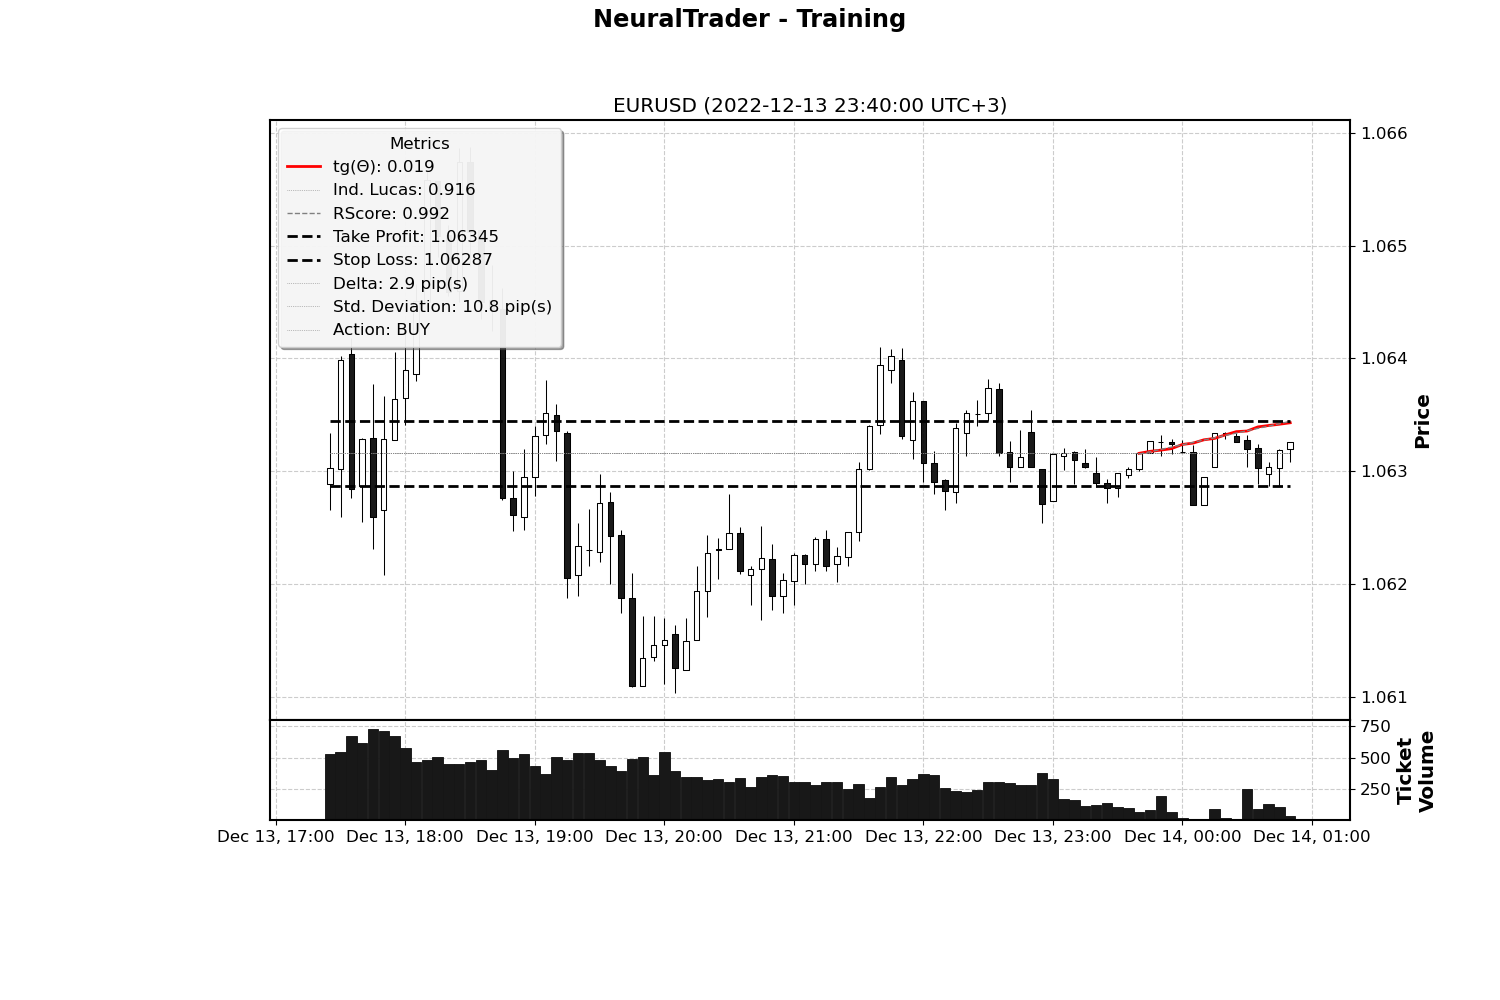 NeuralTrader - Training
EURUSD (2022-12-13 23:40:00 UTC+3)
Metrics
tg(Θ): 0.019
Ind. Lucas: 0.916
RScore: 0.992
Take Profit: 1.06345
Stop Loss: 1.06287
Delta: 2.9 pip(s)
Std. Deviation: 10.8 pip(s)
Action: BUY
1.066
1.065
1.064
1.063
1.062
1.061
Price
750
500
250
Ticket
Volume
Dec 13, 17:00 Dec 13, 18:00 Dec 13, 19:00 Dec 13, 20:00 Dec 13, 21:00 Dec 13, 22:00 Dec 13, 23:00 Dec 14, 00:00 Dec 14, 01:00